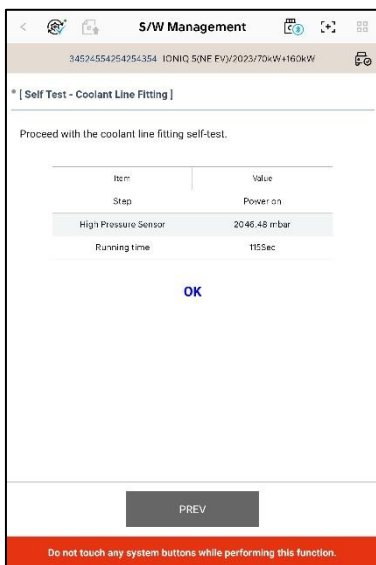 S/W Management
34524554254254354 IONIQ 5(NE EV)/2023/70kW+160kW
[ Self Test - Coolant Line Fitting ]
Proceed with the coolant line fitting self-test.
Item Value
Step Power on
High Pressure Sensor 2046.48 mbar
Running time 115Sec
OK
PREV
Do not touch any system buttons while performing this function.